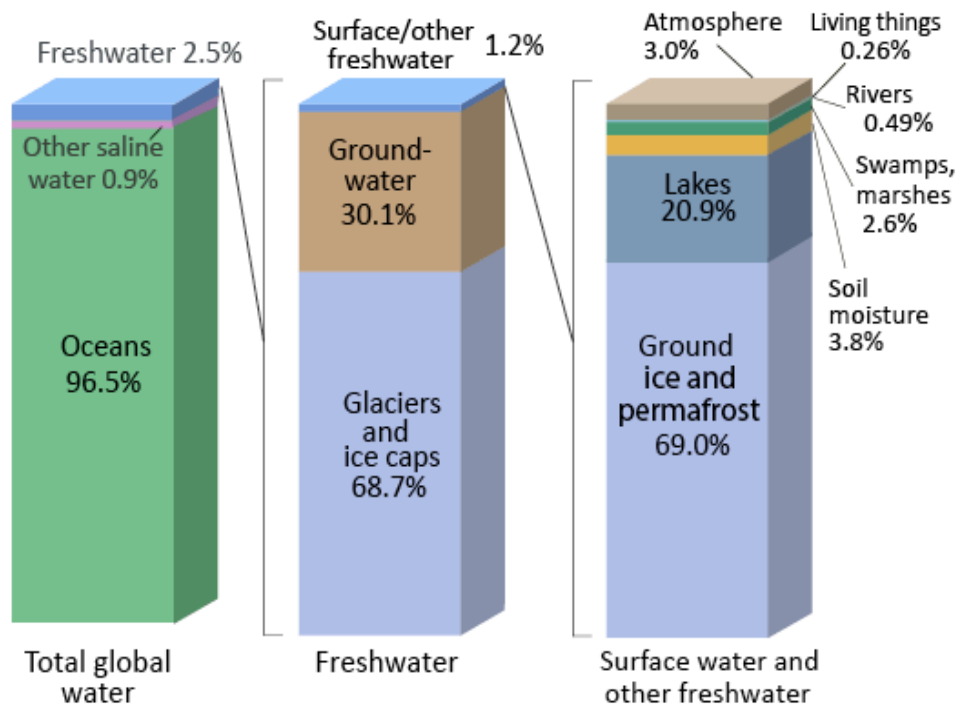 Freshwater 2.5%
Other saline
water 0.9%
Oceans
96.5%
Total global
water
Surface/other
freshwater 1.2%
Ground-
water
30.1%
Glaciers
and
ice caps
68.7%
Freshwater
Atmosphere
3.0%
Living things
0.26%
Rivers
0.49%
Swamps,
marshes
2.6%
Soil
moisture
3.8%
Lakes
20.9%
Ground
ice and
permafrost
69.0%
Surface water and
other freshwater